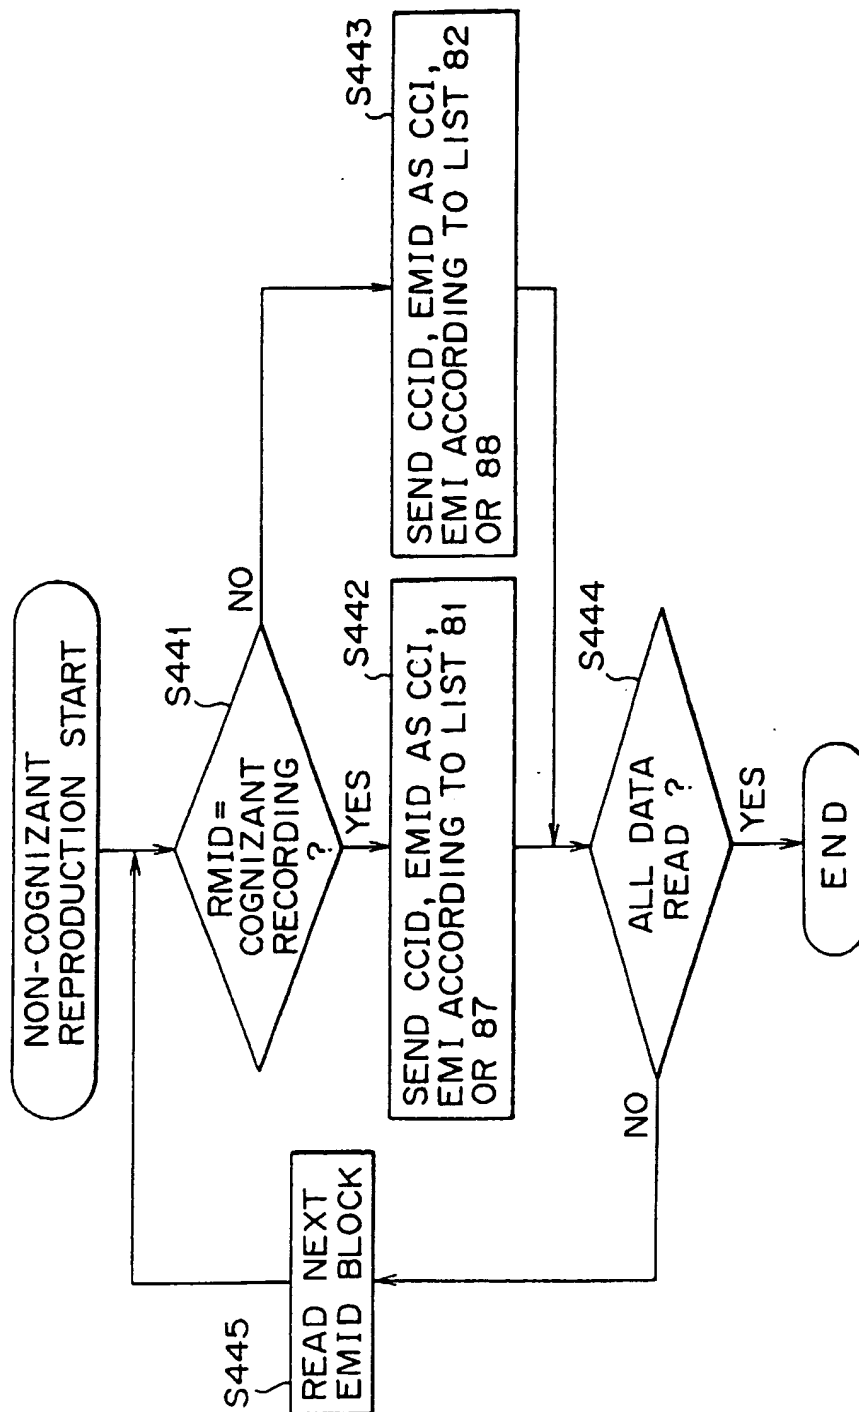 NON-COGNIZANT
REPRODUCTION START
S441
RMID=
COGNIZANT
RECORDING
?
NO
YES
S442
SEND CCID, EMID AS CCI,
EMI ACCORDING TO LIST 81
OR 87
S443
SEND CCID, EMID AS CCI,
EMI ACCORDING TO LIST 82
OR 88
S444
ALL DATA
READ ?
NO
YES
S445
READ NEXT
EMID BLOCK
END